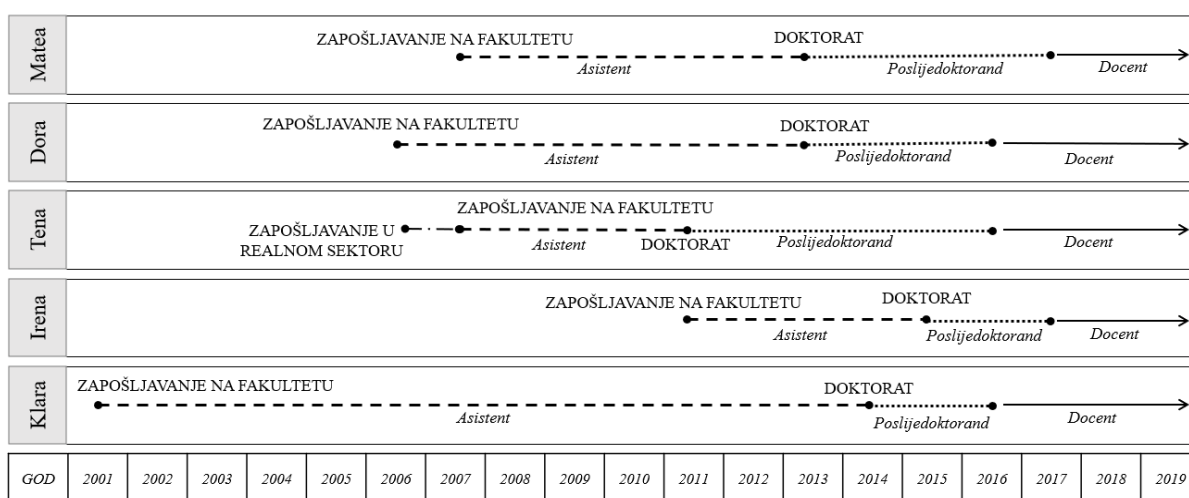 Matea
ZAPOŠLJAVANJE NA FAKULTETU
DOKTORAT
Asistent
Poslijedoktorand
Docent
Dora
ZAPOŠLJAVANJE NA FAKULTETU
DOKTORAT
Asistent
Poslijedoktorand
Docent
Tena
ZAPOŠLJAVANJE U
REALNOM SEKTORU
ZAPOŠLJAVANJE NA FAKULTETU
Asistent
DOKTORAT
Poslijedoktorand
Docent
Irena
ZAPOŠLJAVANJE NA FAKULTETU
DOKTORAT
Asistent
Poslijedoktorand
Docent
Klara
ZAPOŠLJAVANJE NA FAKULTETU
DOKTORAT
Asistent
Poslijedoktorand
Docent
GOD 2001 2002 2003 2004 2005 2006 2007 2008 2009 2010 2011 2012 2013 2014 2015 2016 2017 2018 2019